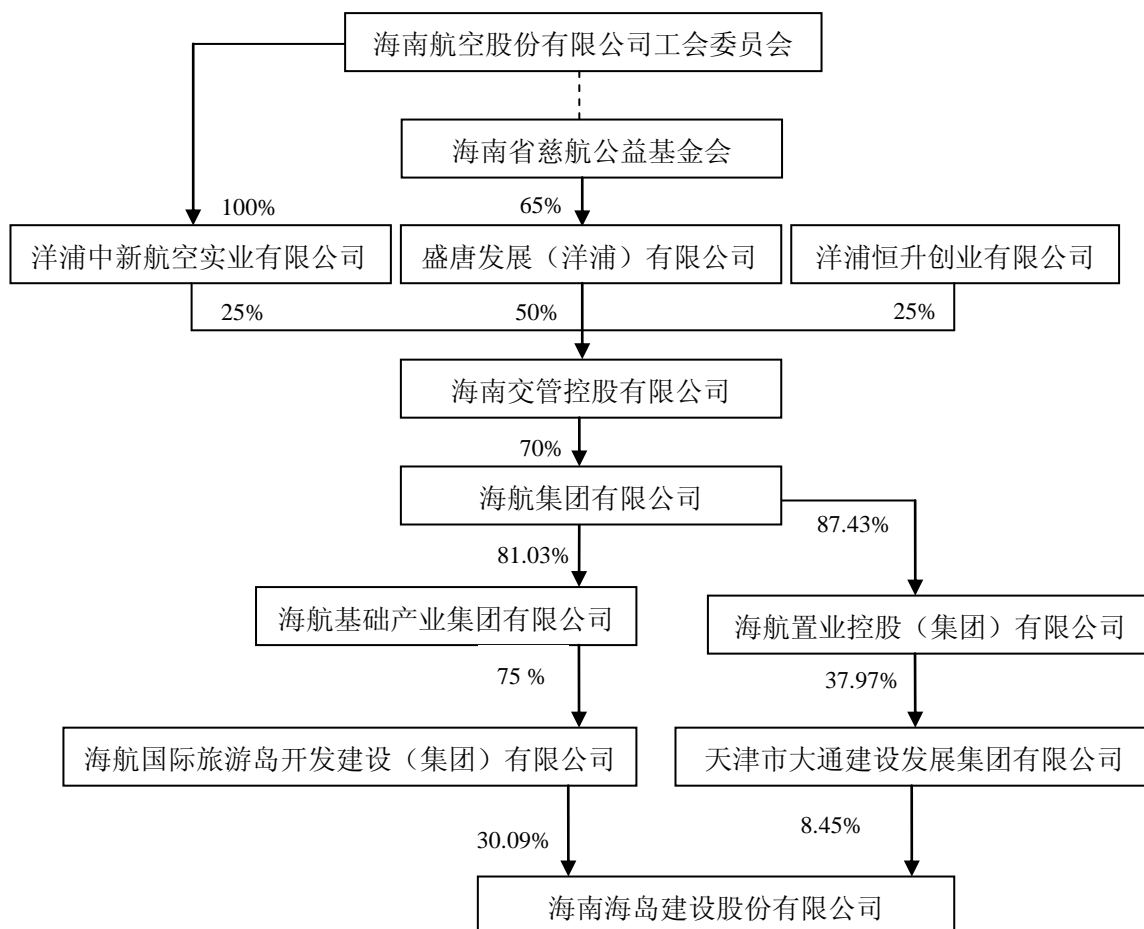 海南航空股份有限公司工会委员会
海南省慈航公益基金会
100%
65%
洋浦中新航空实业有限公司
盛唐发展（洋浦）有限公司
洋浦恒升创业有限公司
25%
50%
25%
海南交管控股有限公司
70%
海航集团有限公司
81.03%
87.43%
海航基础产业集团有限公司
海航置业控股（集团）有限公司
75 %
37.97%
海航国际旅游岛开发建设（集团）有限公司
天津市大通建设发展集团有限公司
30.09%
8.45%
海南海岛建设股份有限公司